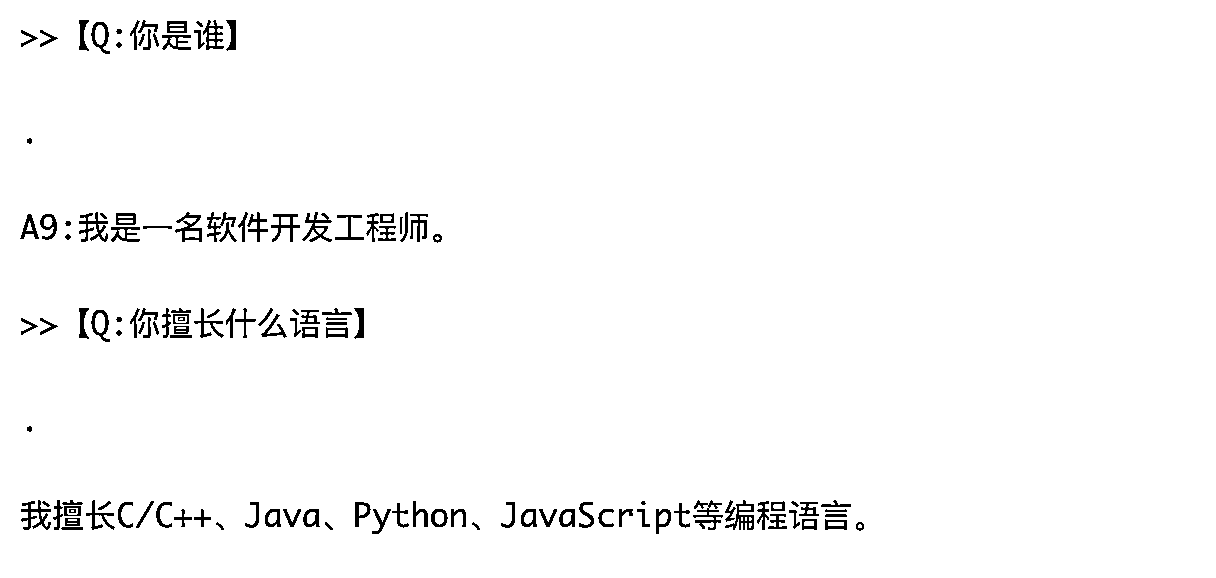 >>【Q:你是谁】
.
A9:我是一名软件开发工程师。
>>【Q:你擅长什么语言】
.
我擅长C/C++、Java、Python、JavaScript等编程语言。